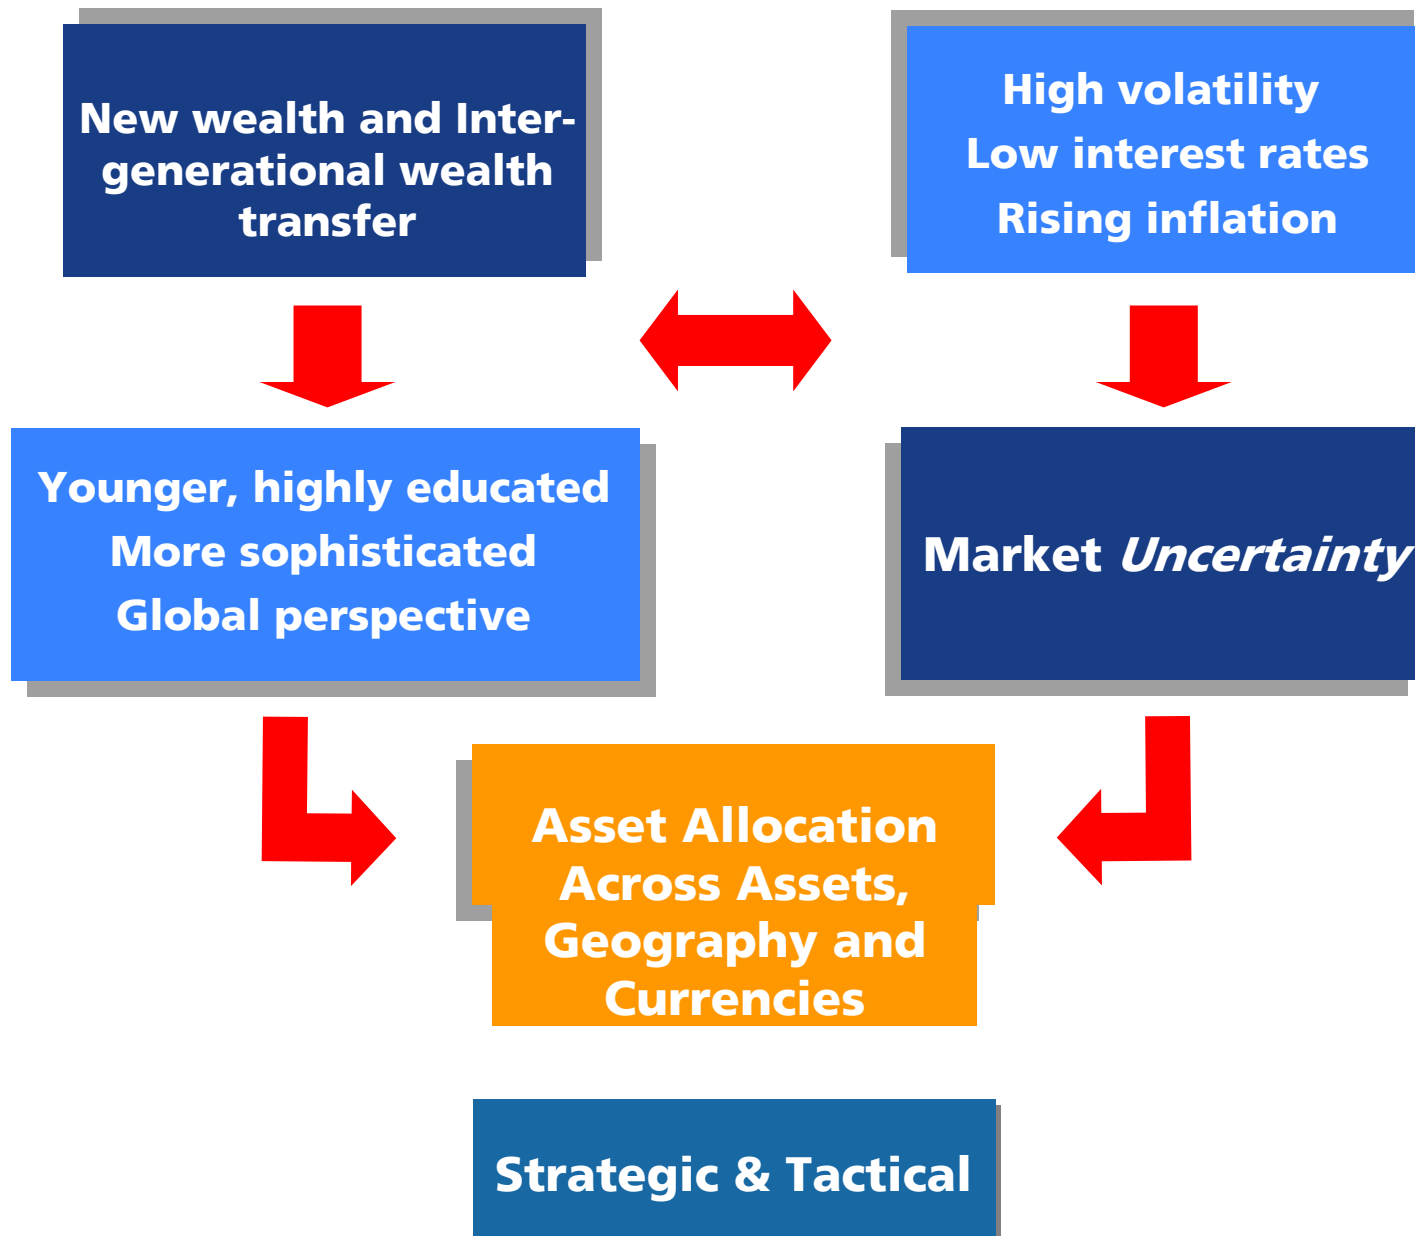 New wealth and Inter-
generational wealth
transfer
High volatility
Low interest rates
Rising inflation
Younger, highly educated
More sophisticated
Global perspective
Market Uncertainty
Asset Allocation
Across Assets,
Geography and
Currencies
Strategic & Tactical